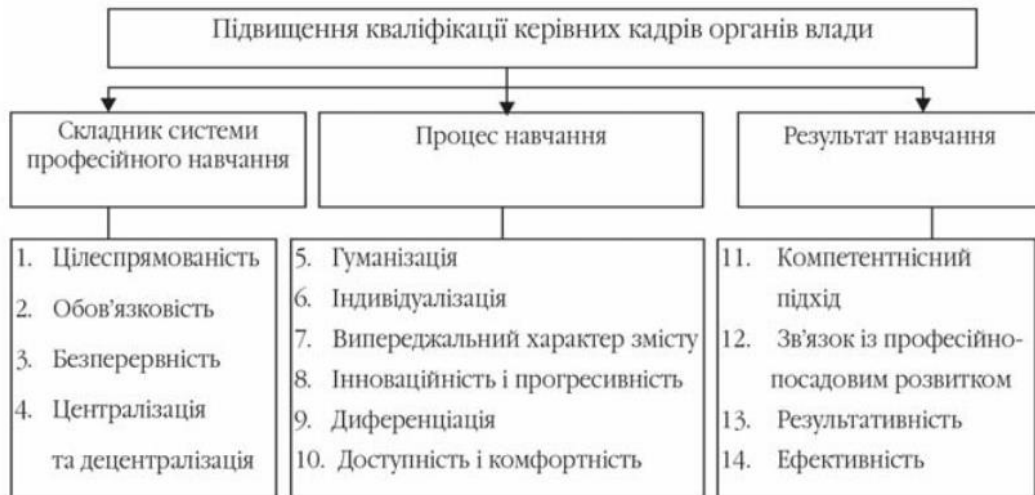 Підвищення кваліфікації керівних кадрів органів влади
Складник системи
професійного навчання
Процес навчання
Результат навчання
1. Цілеспрямованість
2. Обов'язковість
3. Безперервність
4. Централізація
та децентралізація
5. Гуманізація
6. Індивідуалізація
7. Випереджальний характер змісту
8. Інноваційність і прогресивність
9. Диференціація
10. Доступність і комфортність
11. Компетентнісний
підхід
12. Зв'язок із професійно-
посадовим розвитком
13. Результативність
14. Ефективність